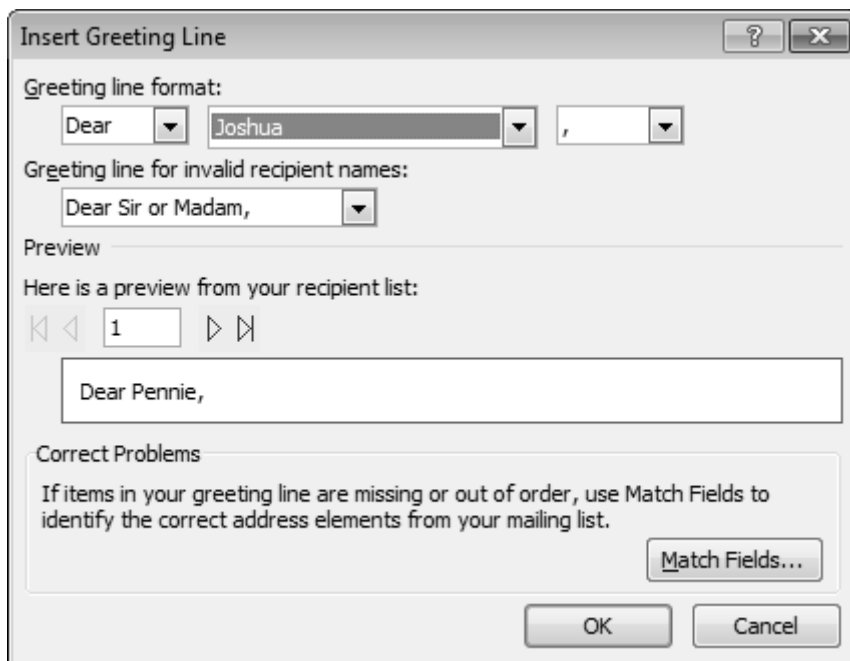 Insert Greeting Line
Greeting line format:
Dear Joshua ,
Greeting line for invalid recipient names:
Dear Sir or Madam,
Preview
Here is a preview from your recipient list:
1
Dear Pennie,
Correct Problems
If items in your greeting line are missing or out of order, use Match Fields to
identify the correct address elements from your mailing list.
Match Fields...
OK Cancel